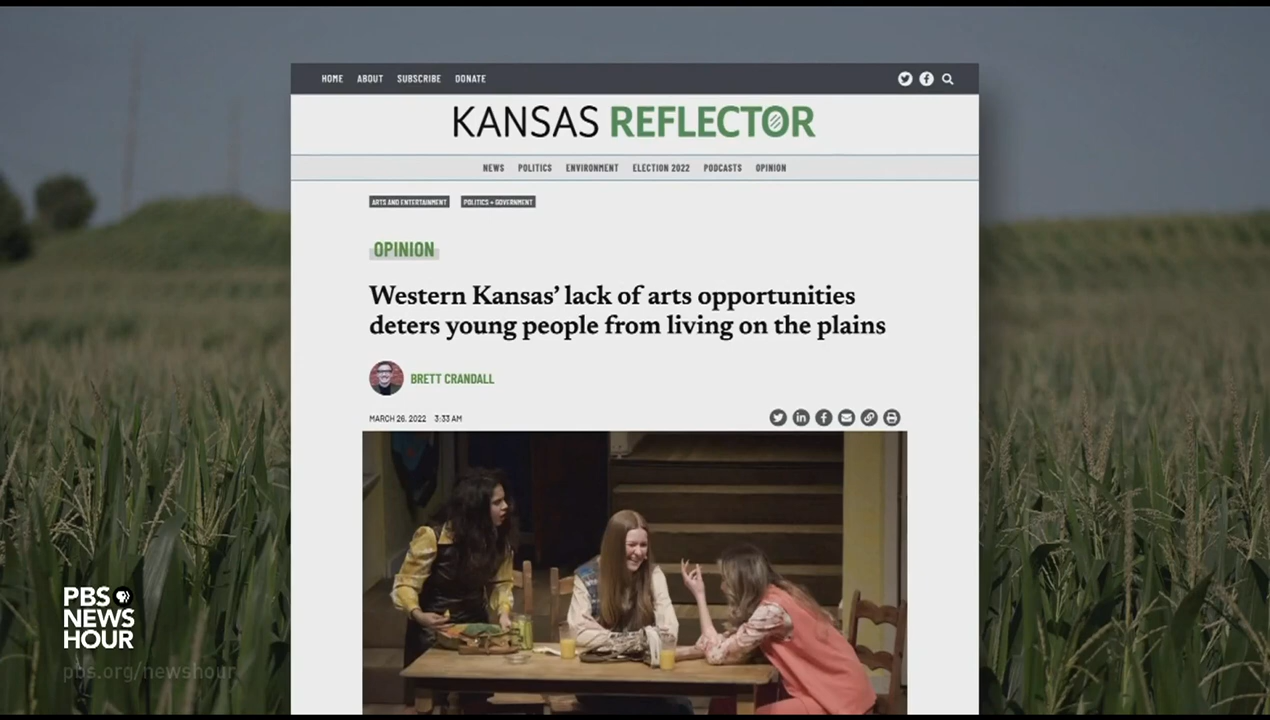 HOME ABOUT SUBSCRIBE DONATE
KANSAS REFLECTOR
NEWS POLITICS ENVIRONMENT ELECTION 2022 PODCASTS OPINION
ARTS AND ENTERTAINMENT POLITICS + GOVERNMENT
OPINION
Western Kansas’ lack of arts opportunities
deters young people from living on the plains
BRETT CRANDALL
MARCH 26, 2022 3:33 AM
PBS
NEWS
HOUR
pbs.org/newshour